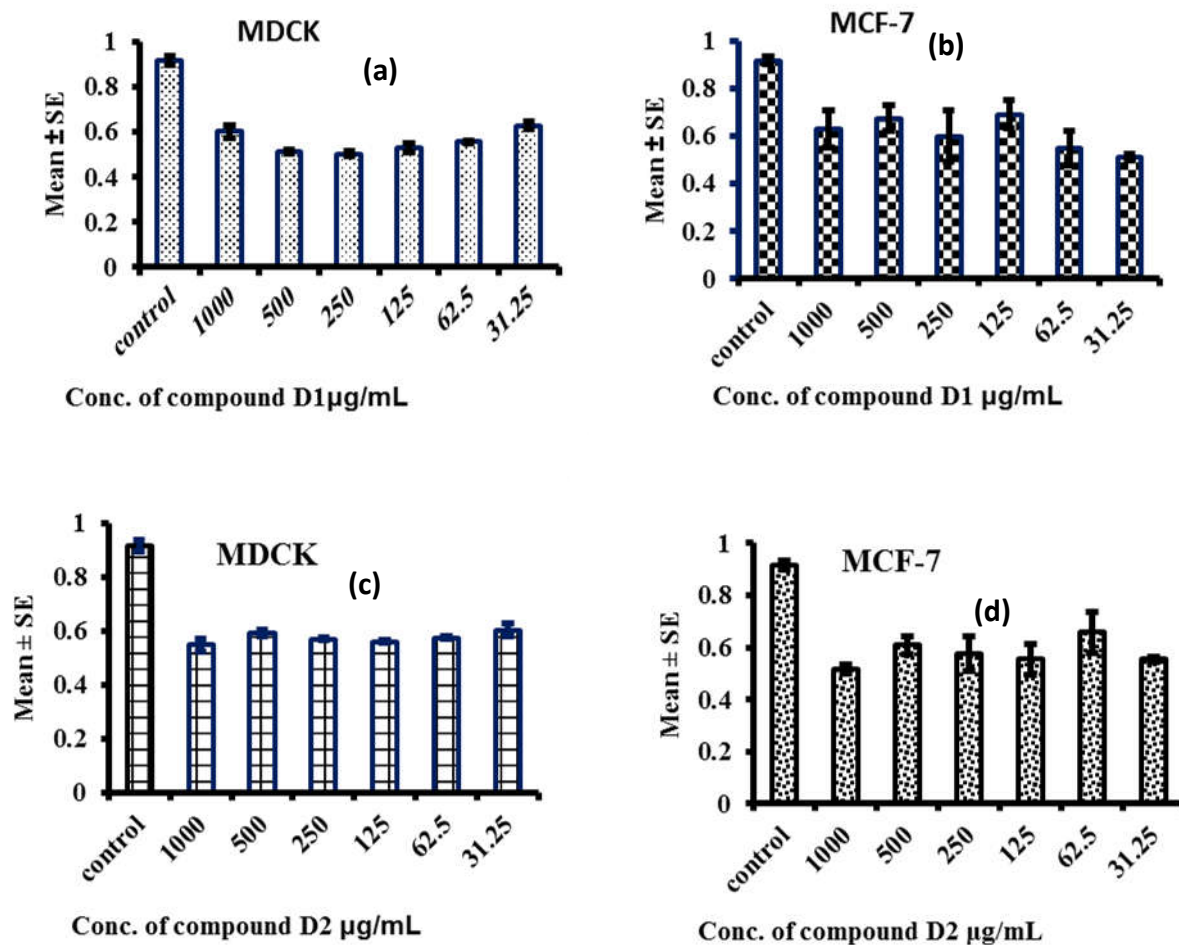 MDCK
(a)
Mean ± SE
1
0.8
0.6
0.4
0.2
0
control
1000
500
250
125
62.5
31.25
Conc. of compound D1µg/mL
MCF-7
(b)
Mean ± SE
1
0.8
0.6
0.4
0.2
0
control
1000
500
250
125
62.5
31.25
Conc. of compound D1 µg/mL
MDCK
(c)
Mean ± SE
1
0.8
0.6
0.4
0.2
0
control
1000
500
250
125
62.5
31.25
Conc. of compound D2 µg/mL
MCF-7
(d)
Mean ± SE
1
0.8
0.6
0.4
0.2
0
control
1000
500
250
125
62.5
31.25
Conc. of compound D2 µg/mL